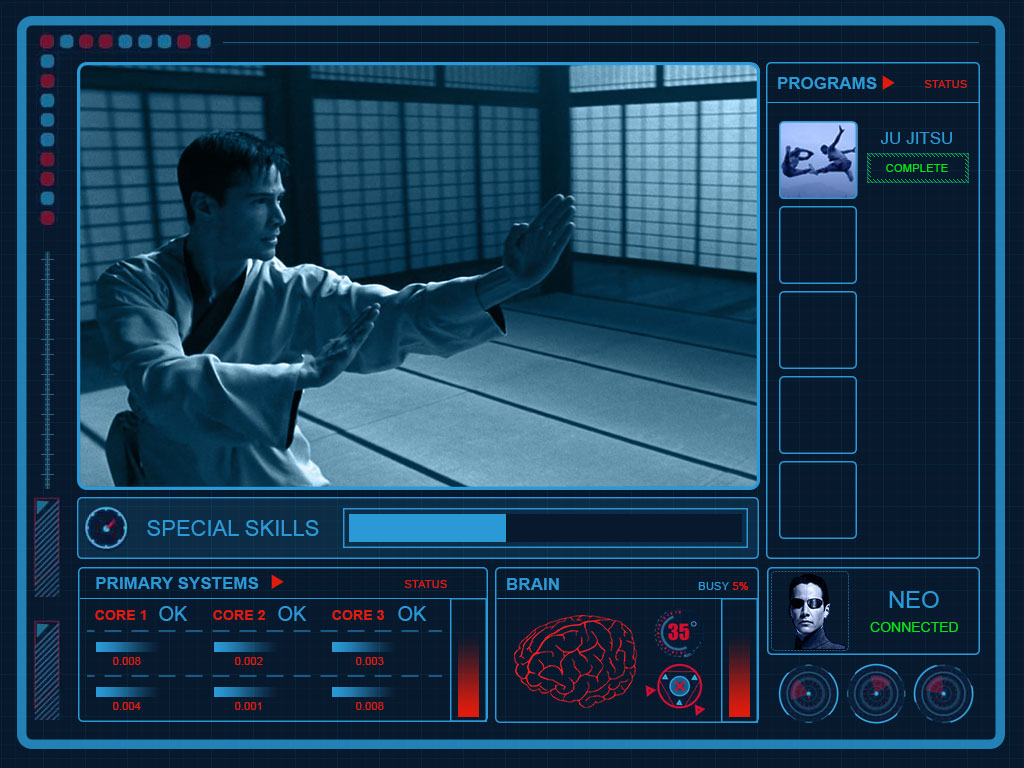 PROGRAMS
STATUS
JU JITSU
COMPLETE
SPECIAL SKILLS
PRIMARY SYSTEMS
STATUS
CORE 1 OK CORE 2 OK CORE 3 OK
0.008 0.002 0.003
0.004 0.001 0.008
BRAIN
BUSY 5%
35°
NEO
CONNECTED